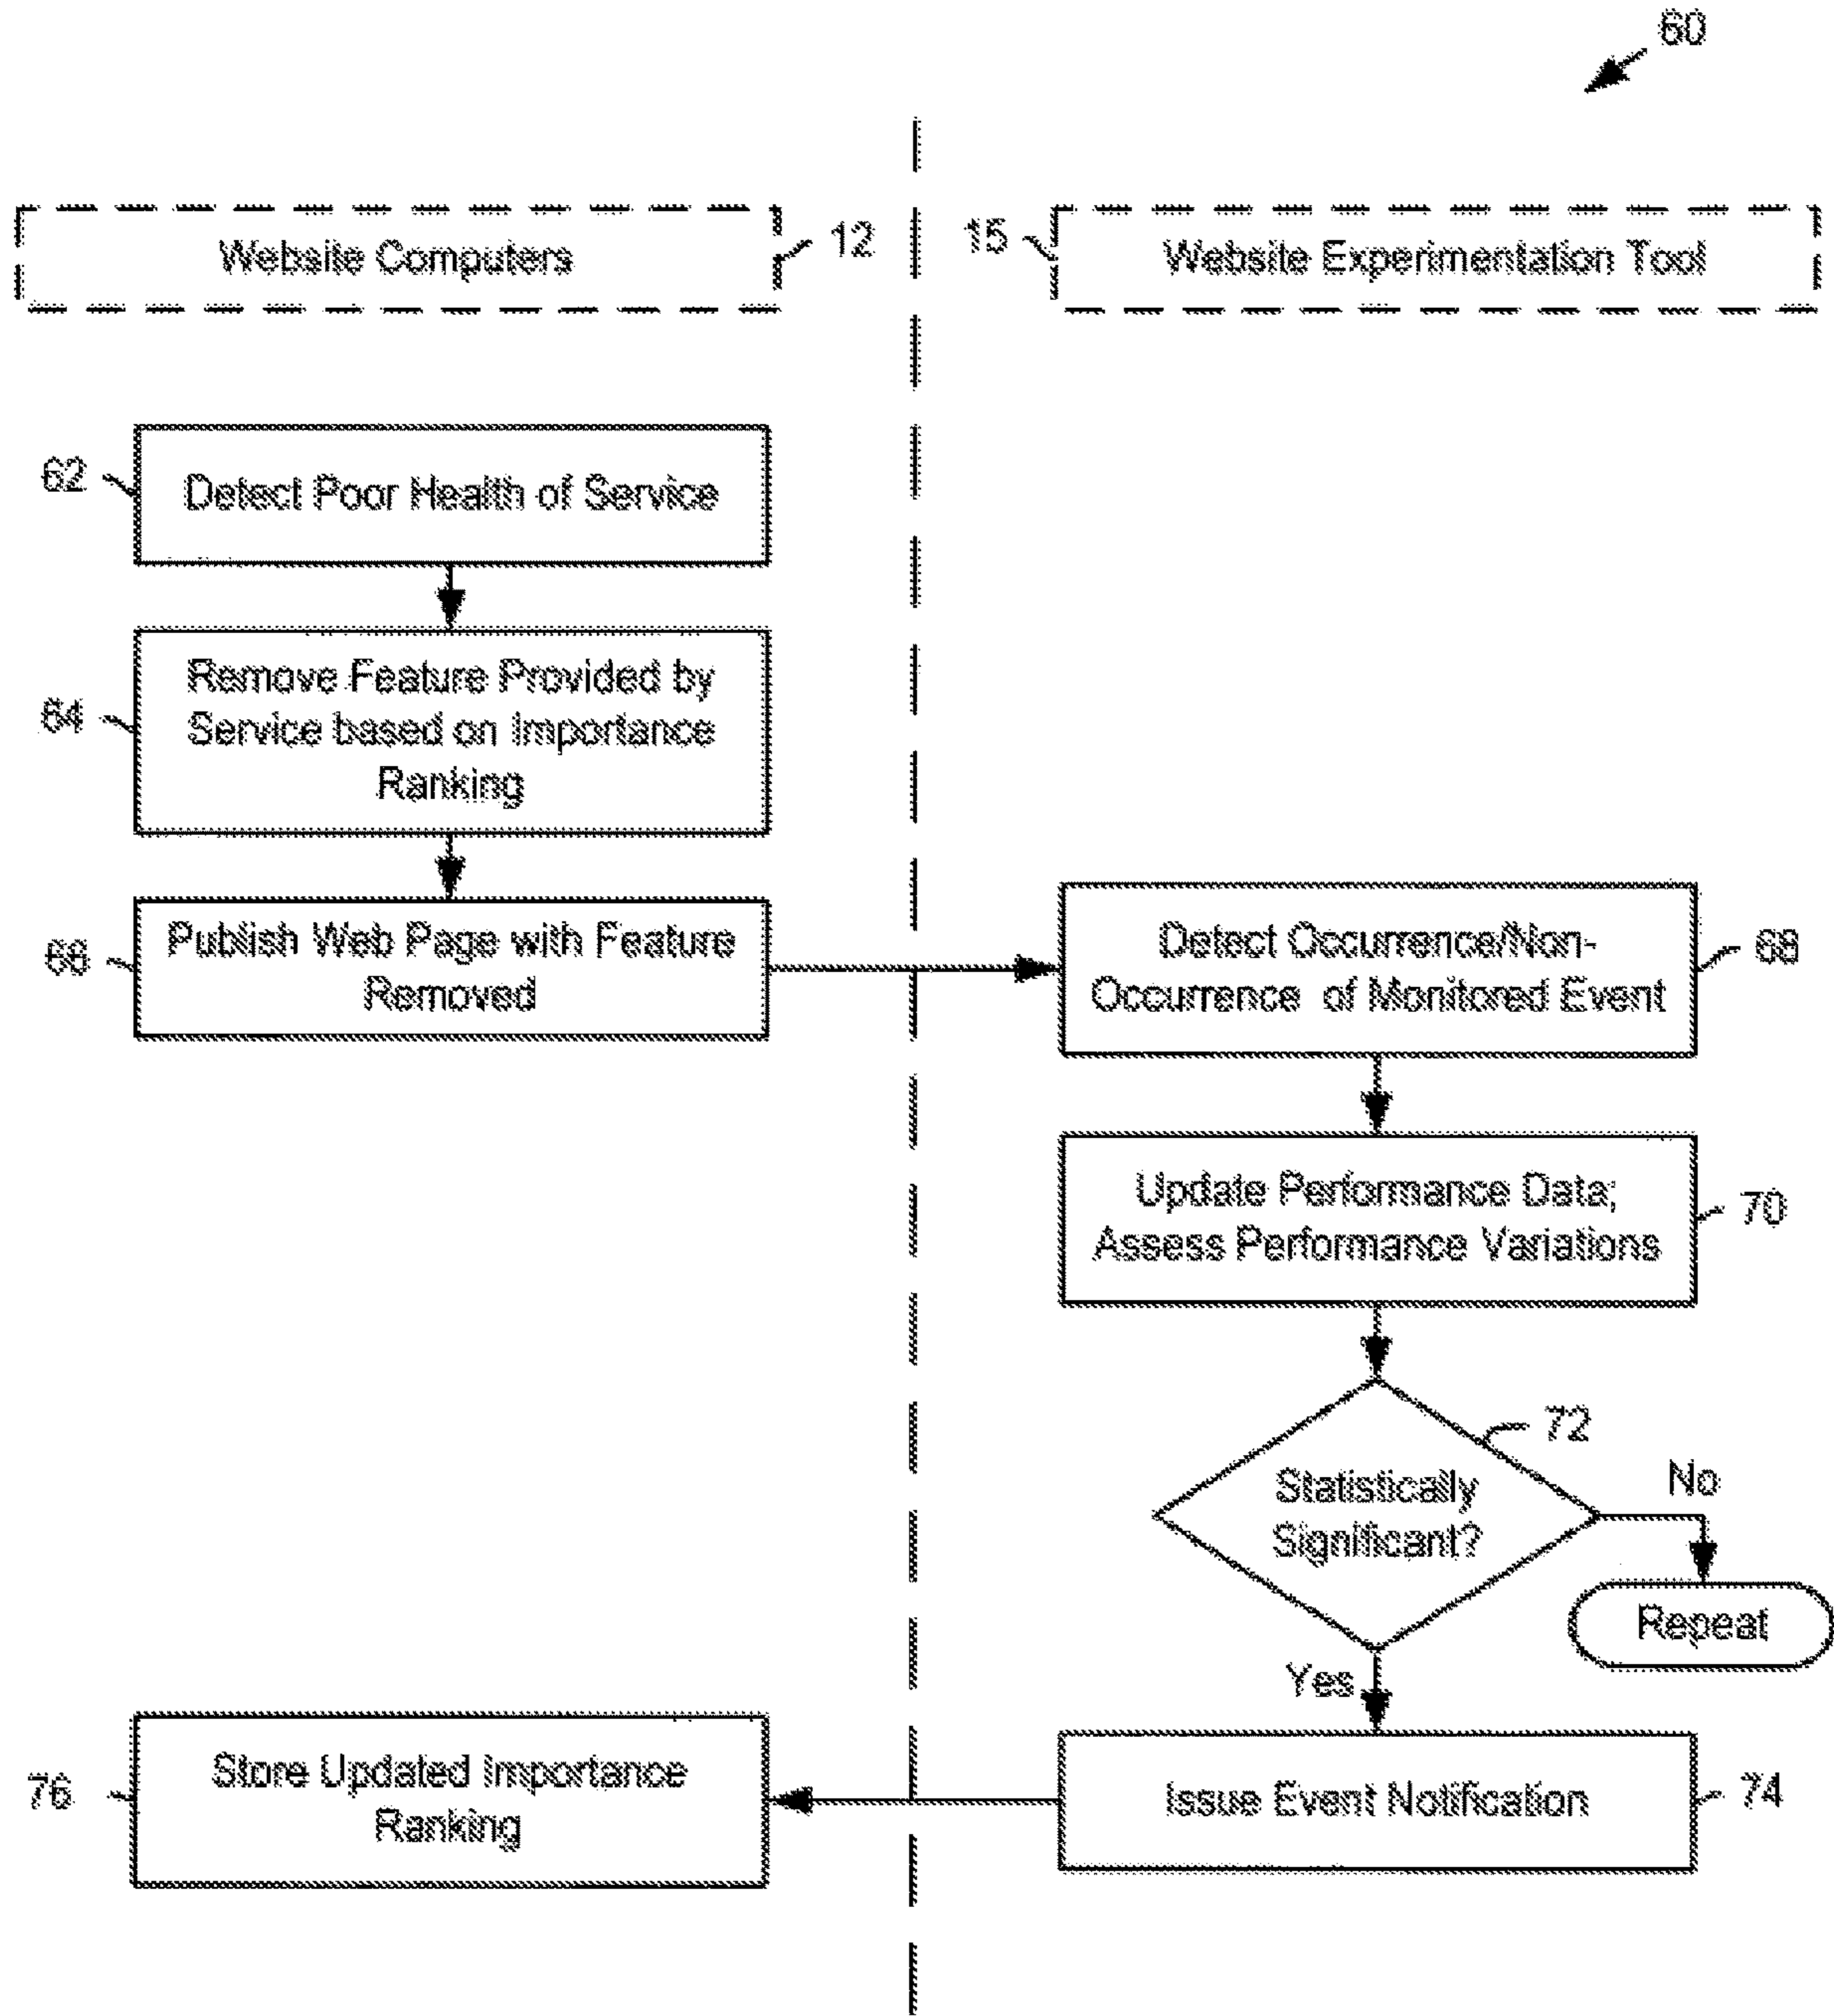 60
Website Computers
12
15
Website Experimentation Tool
62
Detect Poor Health of Service
64
Remove Feature Provided by
Service based on Importance
Ranking
66
Publish Web Page with Feature
Removed
Detect Occurrence/Non-
Occurrence of Monitored Event
68
Update Performance Data;
Assess Performance Variations
70
72
Statistically
Significant?
No
Repeat
Yes
76
Store Updated Importance
Ranking
Issue Event Notification
74